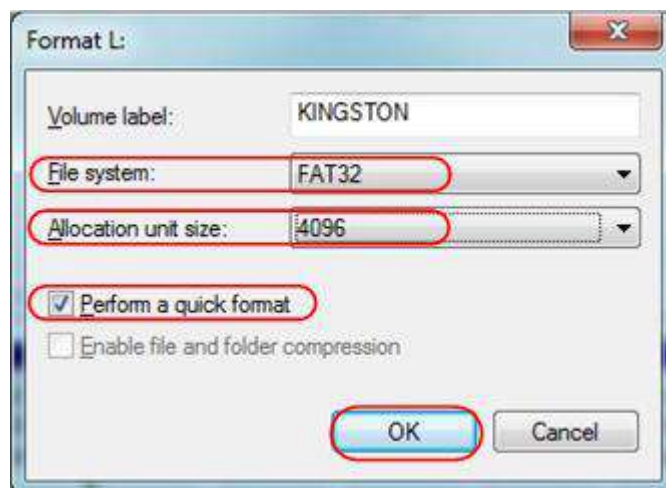 Format L:
Volume label: KINGSTON
File system: FAT32
Allocation unit size: 4096
Perform a quick format
Enable file and folder compression
OK Cancel